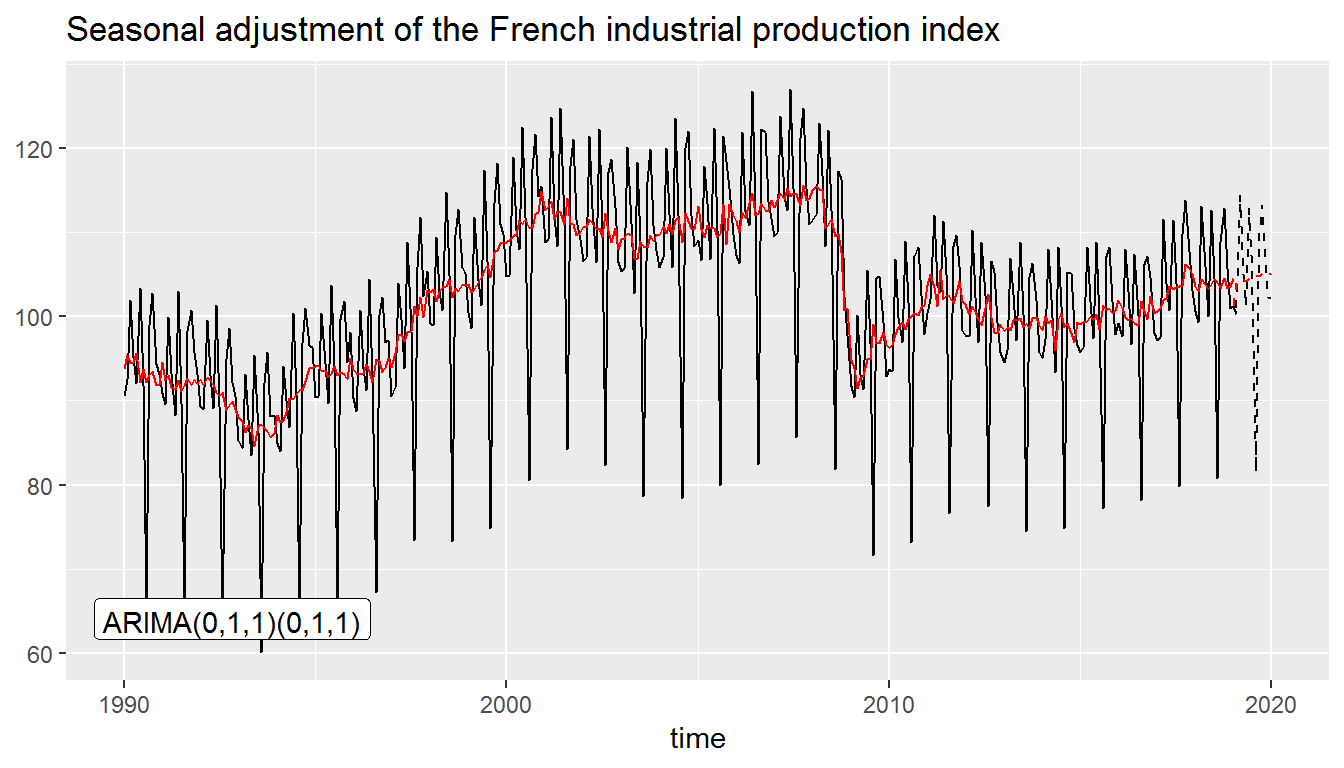 Seasonal adjustment of the French industrial production index
120
100
80
60
ARIMA(0,1,1)(0,1,1)
1990
2000
2010
2020
time